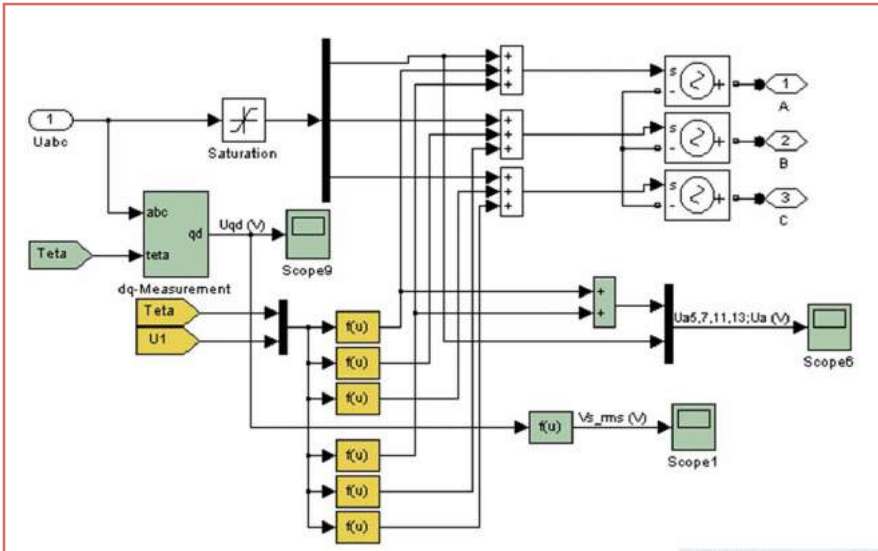 +
+
+
s
-
+
1
A
1
Uabc
Saturation
+
+
+
s
-
+
2
B
+
+
+
s
-
+
3
C
abc
qd
teta
Uqd (V)
Teta
Scope9
dq-Measurement
Teta
U1
f(u)
f(u)
f(u)
+
+
Ua5,7,11,13;Ua (V)
Scope6
f(u)
Vs_rms (V)
Scope1
f(u)
f(u)
f(u)